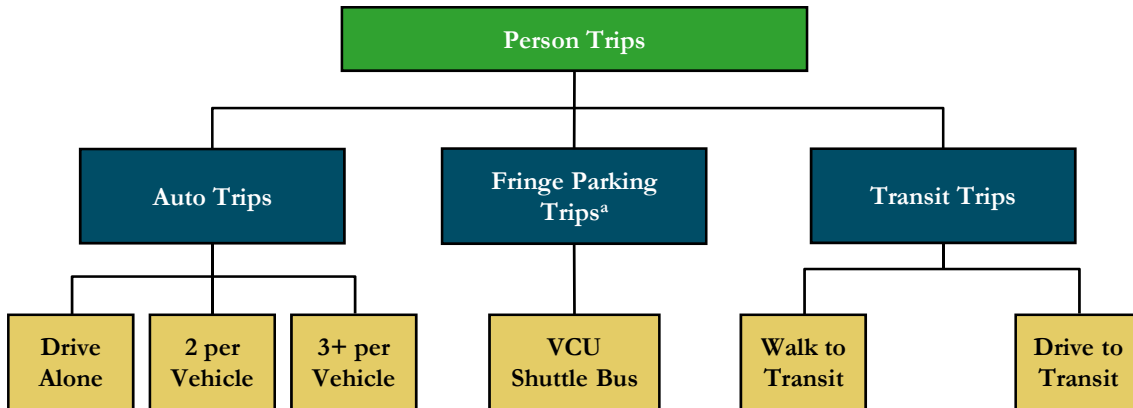 Person Trips
Auto Trips
Fringe Parking
Tripsᵃ
Transit Trips
Drive
Alone
2 per
Vehicle
3+ per
Vehicle
VCU
Shuttle Bus
Walk to
Transit
Drive to
Transit